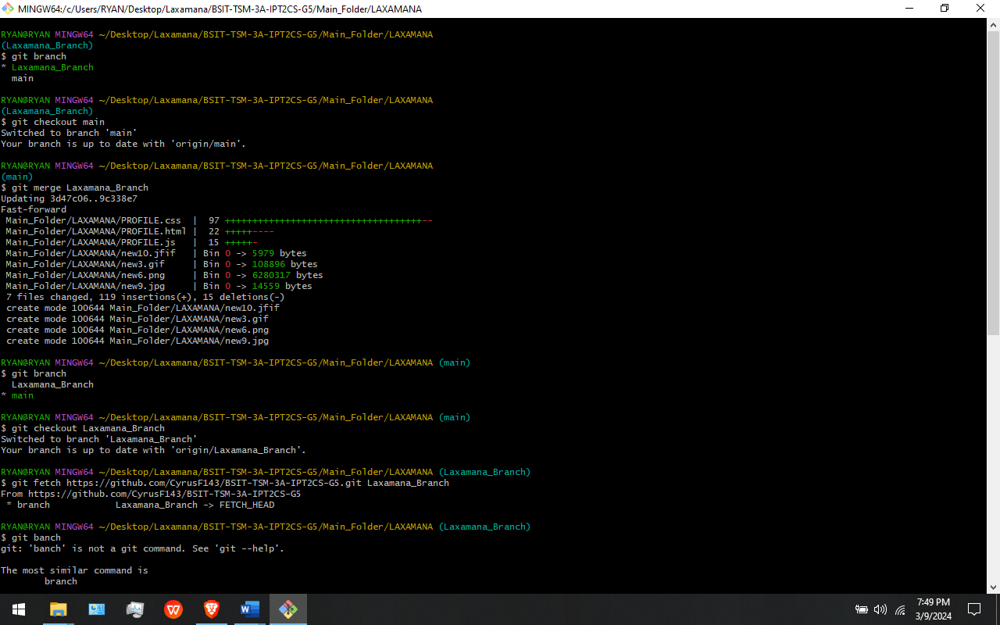 MINGW64:/c/Users/RYAN/Desktop/Laxamana/BSIT-TSM-3A-IPT2CS-G5/Main_Folder/LAXAMANA
RYAN@RYAN MINGW64 ~/Desktop/Laxamana/BSIT-TSM-3A-IPT2CS-G5/Main_Folder/LAXAMANA
(Laxamana_Branch)
$ git branch
* Laxamana_Branch
  main
RYAN@RYAN MINGW64 ~/Desktop/Laxamana/BSIT-TSM-3A-IPT2CS-G5/Main_Folder/LAXAMANA
(Laxamana_Branch)
$ git checkout main
Switched to branch 'main'
Your branch is up to date with 'origin/main'.
RYAN@RYAN MINGW64 ~/Desktop/Laxamana/BSIT-TSM-3A-IPT2CS-G5/Main_Folder/LAXAMANA
(main)
$ git merge Laxamana_Branch
Updating 3d47c06..9c338e7
Fast-forward
 Main_Folder/LAXAMANA/PROFILE.css  |  97 ++++++++++++++++++++++++++++++++++++--
 Main_Folder/LAXAMANA/PROFILE.html |  22 +++++----
 Main_Folder/LAXAMANA/PROFILE.js   |  15 +++++-
 Main_Folder/LAXAMANA/new10.jfif   | Bin 0 -> 5979 bytes
 Main_Folder/LAXAMANA/new3.gif     | Bin 0 -> 108896 bytes
 Main_Folder/LAXAMANA/new6.png     | Bin 0 -> 6280317 bytes
 Main_Folder/LAXAMANA/new9.jpg     | Bin 0 -> 14559 bytes
 7 files changed, 119 insertions(+), 15 deletions(-)
 create mode 100644 Main_Folder/LAXAMANA/new10.jfif
 create mode 100644 Main_Folder/LAXAMANA/new3.gif
 create mode 100644 Main_Folder/LAXAMANA/new6.png
 create mode 100644 Main_Folder/LAXAMANA/new9.jpg
RYAN@RYAN MINGW64 ~/Desktop/Laxamana/BSIT-TSM-3A-IPT2CS-G5/Main_Folder/LAXAMANA (main)
$ git branch
  Laxamana_Branch
* main
RYAN@RYAN MINGW64 ~/Desktop/Laxamana/BSIT-TSM-3A-IPT2CS-G5/Main_Folder/LAXAMANA (main)
$ git checkout Laxamana_Branch
Switched to branch 'Laxamana_Branch'
Your branch is up to date with 'origin/Laxamana_Branch'.
RYAN@RYAN MINGW64 ~/Desktop/Laxamana/BSIT-TSM-3A-IPT2CS-G5/Main_Folder/LAXAMANA (Laxamana_Branch)
$ git fetch https://github.com/CyrusF143/BSIT-TSM-3A-IPT2CS-G5.git Laxamana_Branch
From https://github.com/CyrusF143/BSIT-TSM-3A-IPT2CS-G5
 * branch            Laxamana_Branch -> FETCH_HEAD
RYAN@RYAN MINGW64 ~/Desktop/Laxamana/BSIT-TSM-3A-IPT2CS-G5/Main_Folder/LAXAMANA (Laxamana_Branch)
$ git banch
git: 'banch' is not a git command. See 'git --help'.
The most similar command is
        branch
7:49 PM
3/9/2024